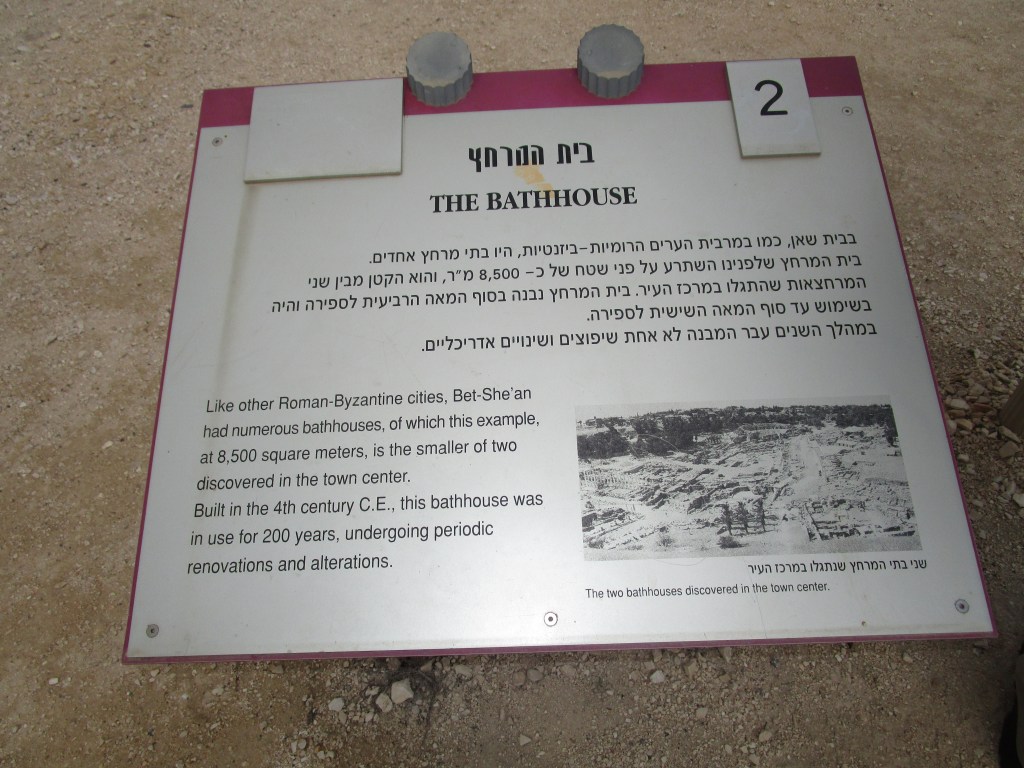 2
בית המרחץ
THE BATHHOUSE
בבית שאן, כמו במרבית הערים הרומיות-ביזנטיות, היו בתי מרחץ אחדים.
בית המרחץ שלפנינו השתרע על פני שטח של כ- 8,500 מ״ר, והוא הקטן מבין שני
המרחצאות שהתגלו במרכז העיר. בית המרחץ נבנה בסוף המאה הרביעית לספירה והיה
בשימוש עד סוף המאה השישית לספירה.
במהלך השנים עבר המבנה לא אחת שיפוצים ושינויים אדריכליים.
Like other Roman-Byzantine cities, Bet-She'an
had numerous bathhouses, of which this example,
at 8,500 square meters, is the smaller of two
discovered in the town center.
Built in the 4th century C.E., this bathhouse was
in use for 200 years, undergoing periodic
renovations and alterations.
שני בתי המרחץ שנתגלו במרכז העיר
The two bathhouses discovered in the town center.